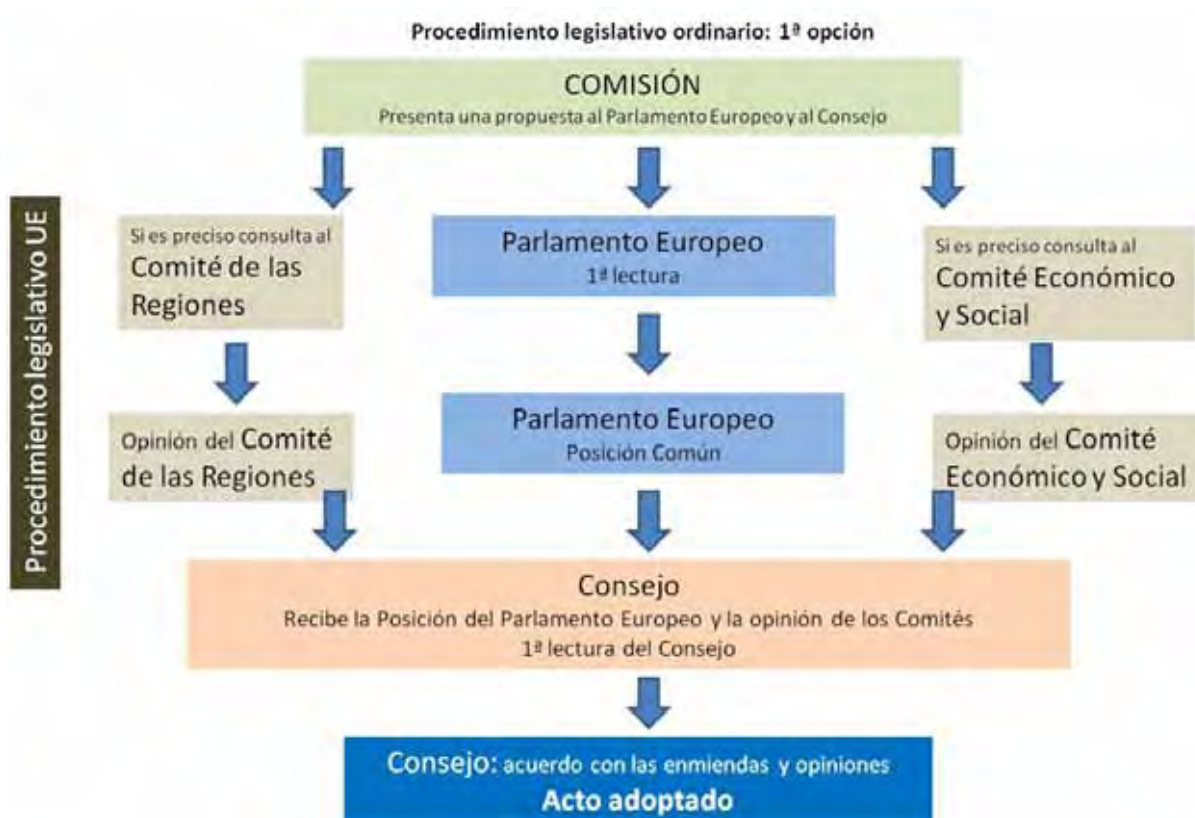 Procedimiento legislativo ordinario: 1ª opción
COMISIÓN
Presenta una propuesta al Parlamento Europeo y al Consejo
Procedimiento legislativo UE
Si es preciso consulta al
Comité de las
Regiones
Parlamento Europeo
1ª lectura
Si es preciso consulta al
Comité Económico
y Social
Opinión del Comité
de las Regiones
Parlamento Europeo
Posición Común
Opinión del Comité
Económico y Social
Consejo
Recibe la Posición del Parlamento Europeo y la opinión de los Comités
1ª lectura del Consejo
Consejo: acuerdo con las enmiendas y opiniones
Acto adoptado